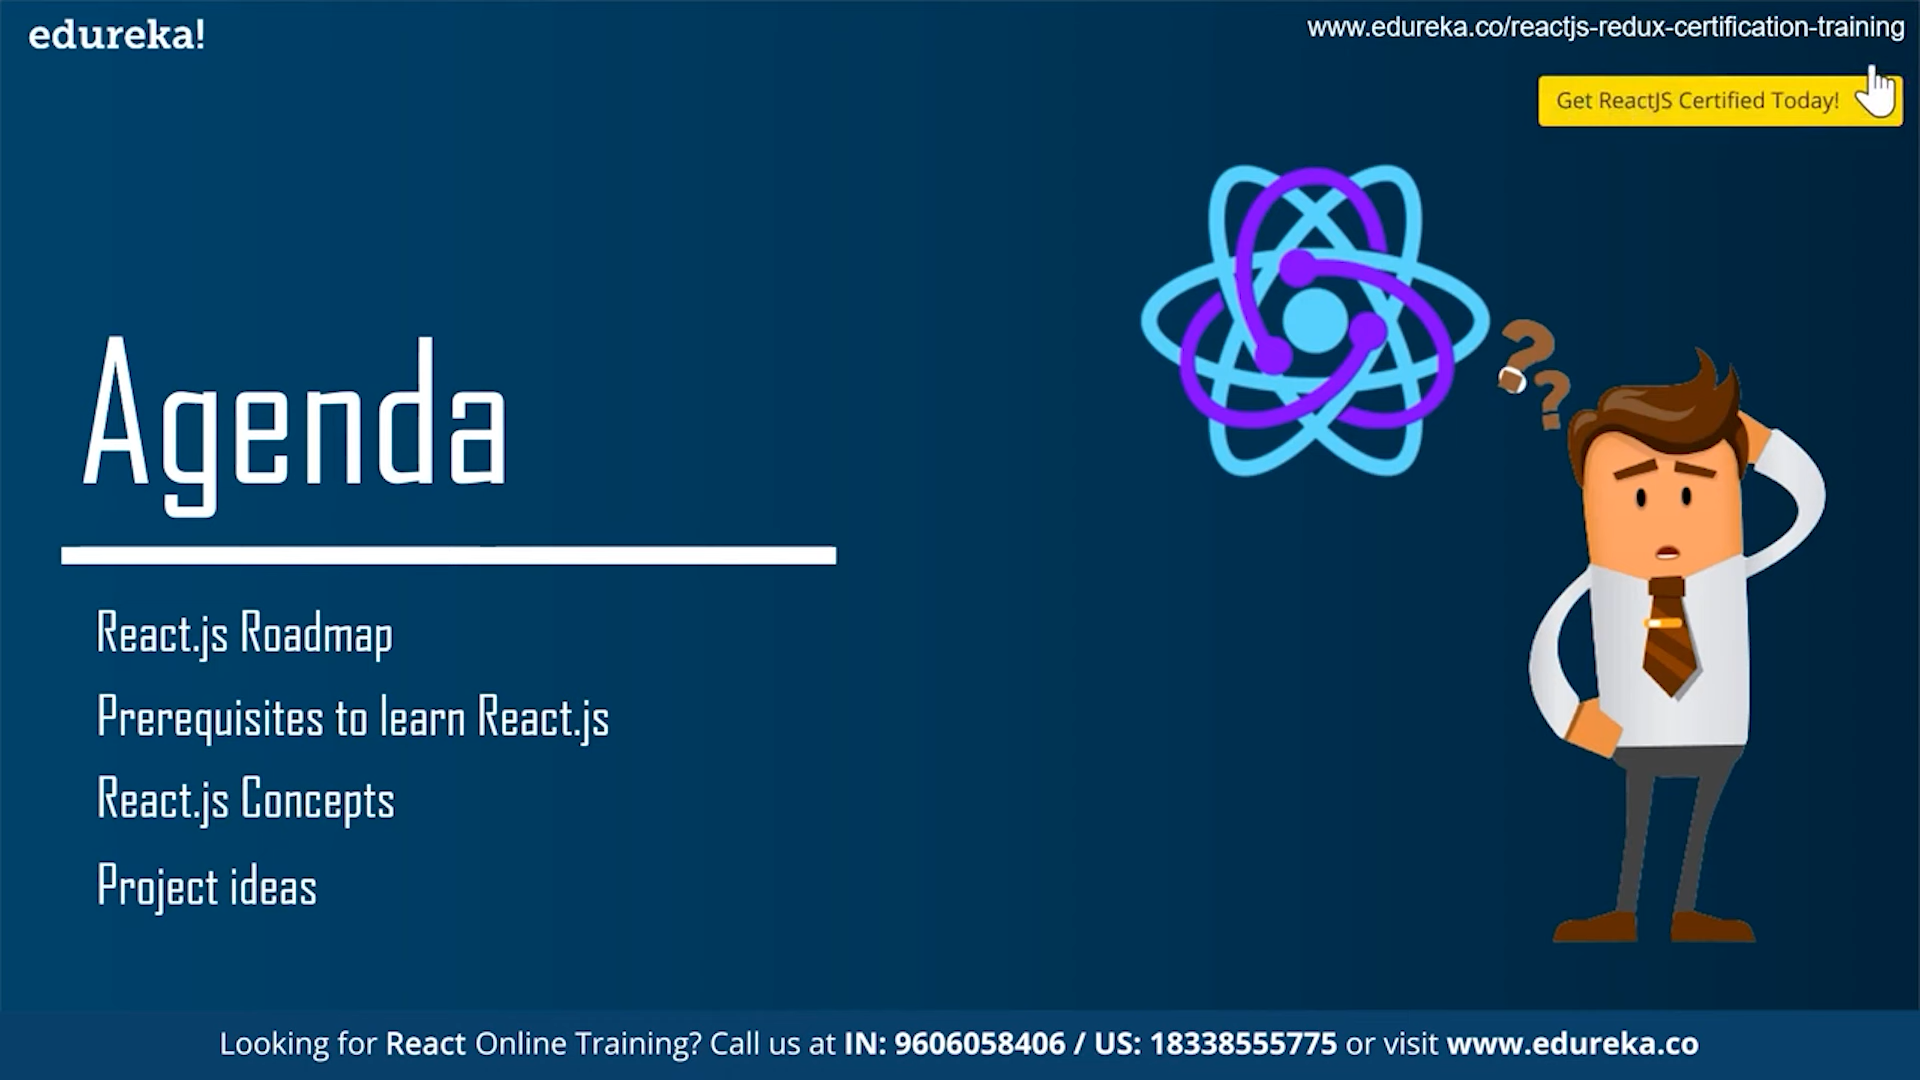 edureka!
www.edureka.co/reactjs-redux-certification-training
Get ReactJS Certified Today!
Agenda
React.js Roadmap
Prerequisites to learn React.js
React.js Concepts
Project ideas
??
Looking for React Online Training? Call us at IN: 9606058406 / US: 18338555775 or visit www.edureka.co